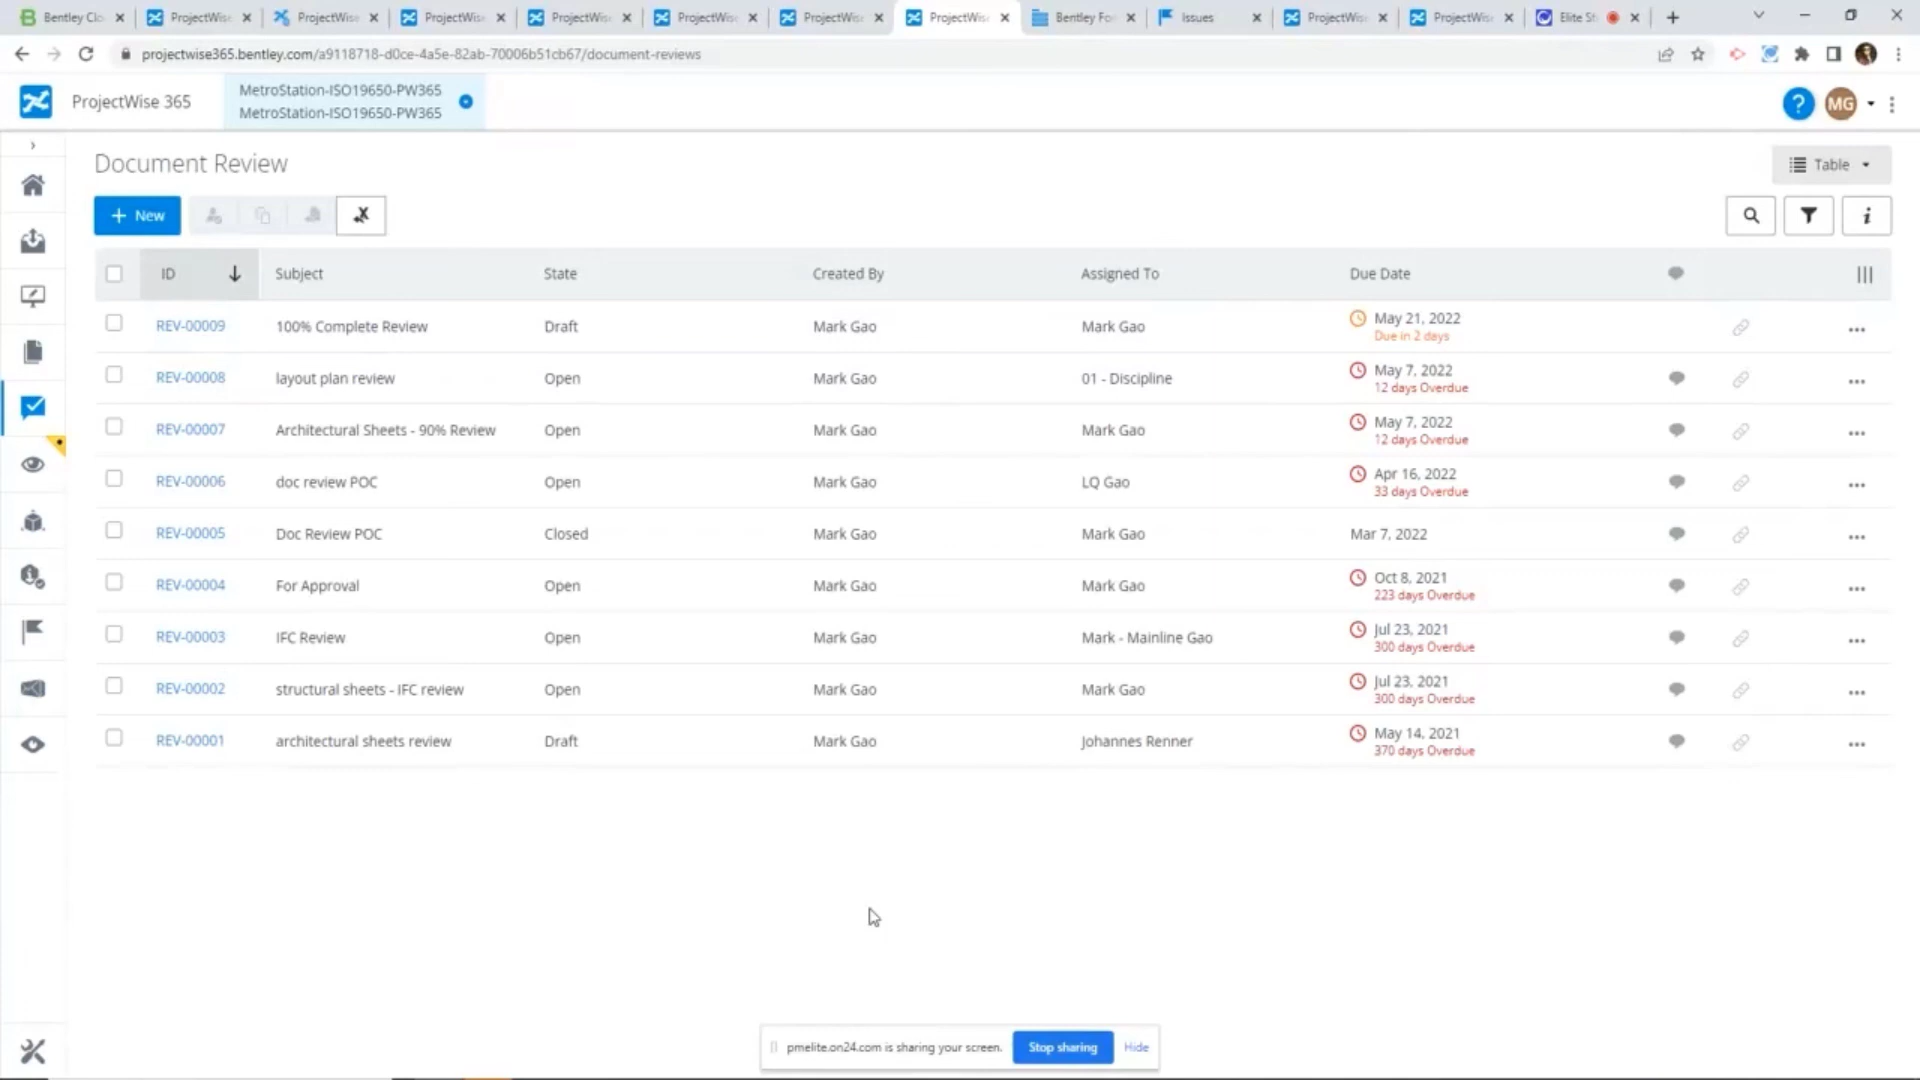 Bentley Clo
ProjectWise
ProjectWise
ProjectWise
ProjectWise
ProjectWise
ProjectWise
ProjectWise
Bentley Fo
Issues
ProjectWise
ProjectWise
Elite St
projectwise365.bentley.com/a9118718-d0ce-4a5e-82ab-70006b51cb67/document-reviews
ProjectWise 365
MetroStation-ISO19650-PW365
MetroStation-ISO19650-PW365
?
MG
Document Review
Table
+ New
i
ID Subject State Created By Assigned To Due Date
REV-00009 100% Complete Review Draft Mark Gao Mark Gao May 21, 2022
Due in 2 days
REV-00008 layout plan review Open Mark Gao 01 - Discipline May 7, 2022
12 days Overdue
REV-00007 Architectural Sheets - 90% Review Open Mark Gao Mark Gao May 7, 2022
12 days Overdue
REV-00006 doc review POC Open Mark Gao LQ Gao Apr 16, 2022
33 days Overdue
REV-00005 Doc Review POC Closed Mark Gao Mark Gao Mar 7, 2022
REV-00004 For Approval Open Mark Gao Mark Gao Oct 8, 2021
223 days Overdue
REV-00003 IFC Review Open Mark Gao Mark - Mainline Gao Jul 23, 2021
300 days Overdue
REV-00002 structural sheets - IFC review Open Mark Gao Mark Gao Jul 23, 2021
300 days Overdue
REV-00001 architectural sheets review Draft Mark Gao Johannes Renner May 14, 2021
370 days Overdue
pmelite.on24.com is sharing your screen.
Stop sharing
Hide